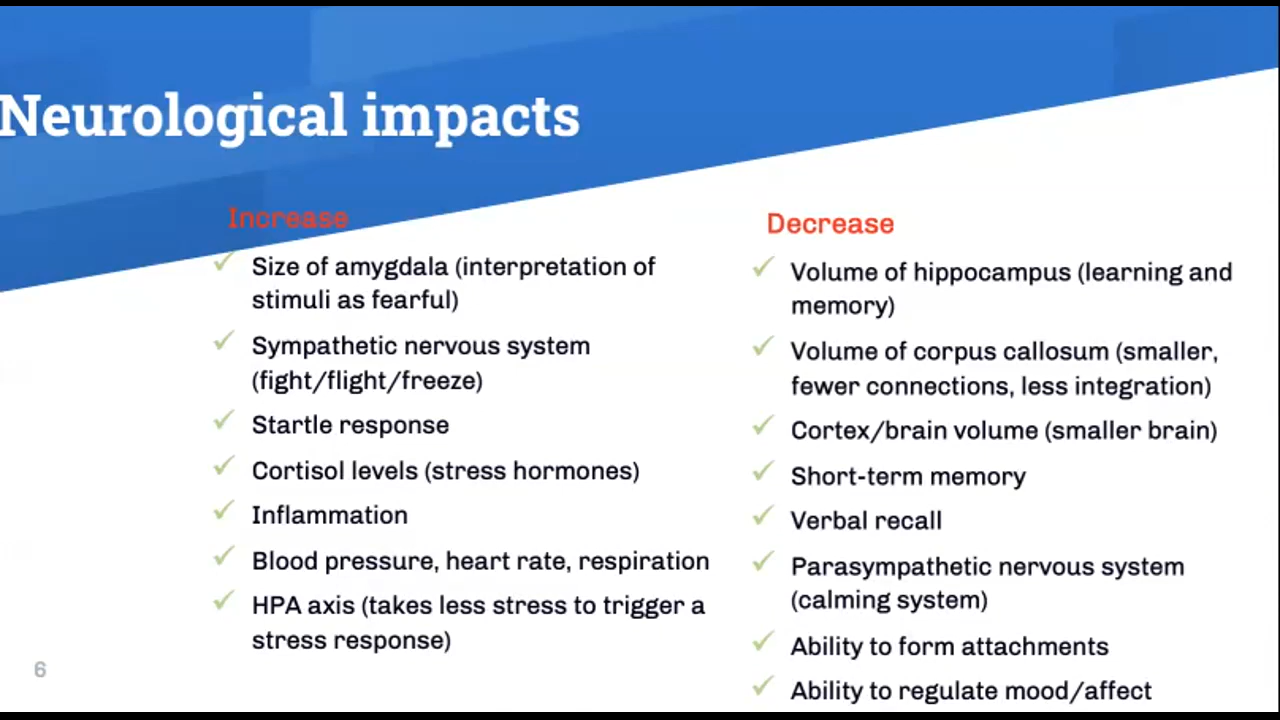 Neurological impacts
Increase
Size of amygdala (interpretation of
stimuli as fearful)
Sympathetic nervous system
(fight/flight/freeze)
Startle response
Cortisol levels (stress hormones)
Inflammation
Blood pressure, heart rate, respiration
HPA axis (takes less stress to trigger a
stress response)
Decrease
Volume of hippocampus (learning and
memory)
Volume of corpus callosum (smaller,
fewer connections, less integration)
Cortex/brain volume (smaller brain)
Short-term memory
Verbal recall
Parasympathetic nervous system
(calming system)
Ability to form attachments
Ability to regulate mood/affect
6